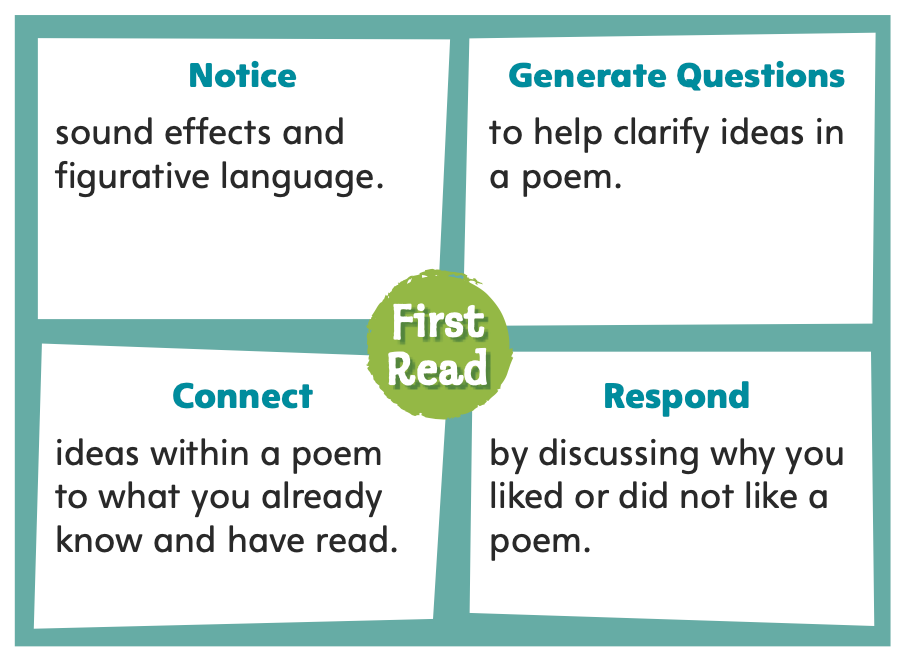 Notice
sound effects and
figurative language.
Generate Questions
to help clarify ideas in
a poem.
First
Read
Connect
ideas within a poem
to what you already
know and have read.
Respond
by discussing why you
liked or did not like a
poem.